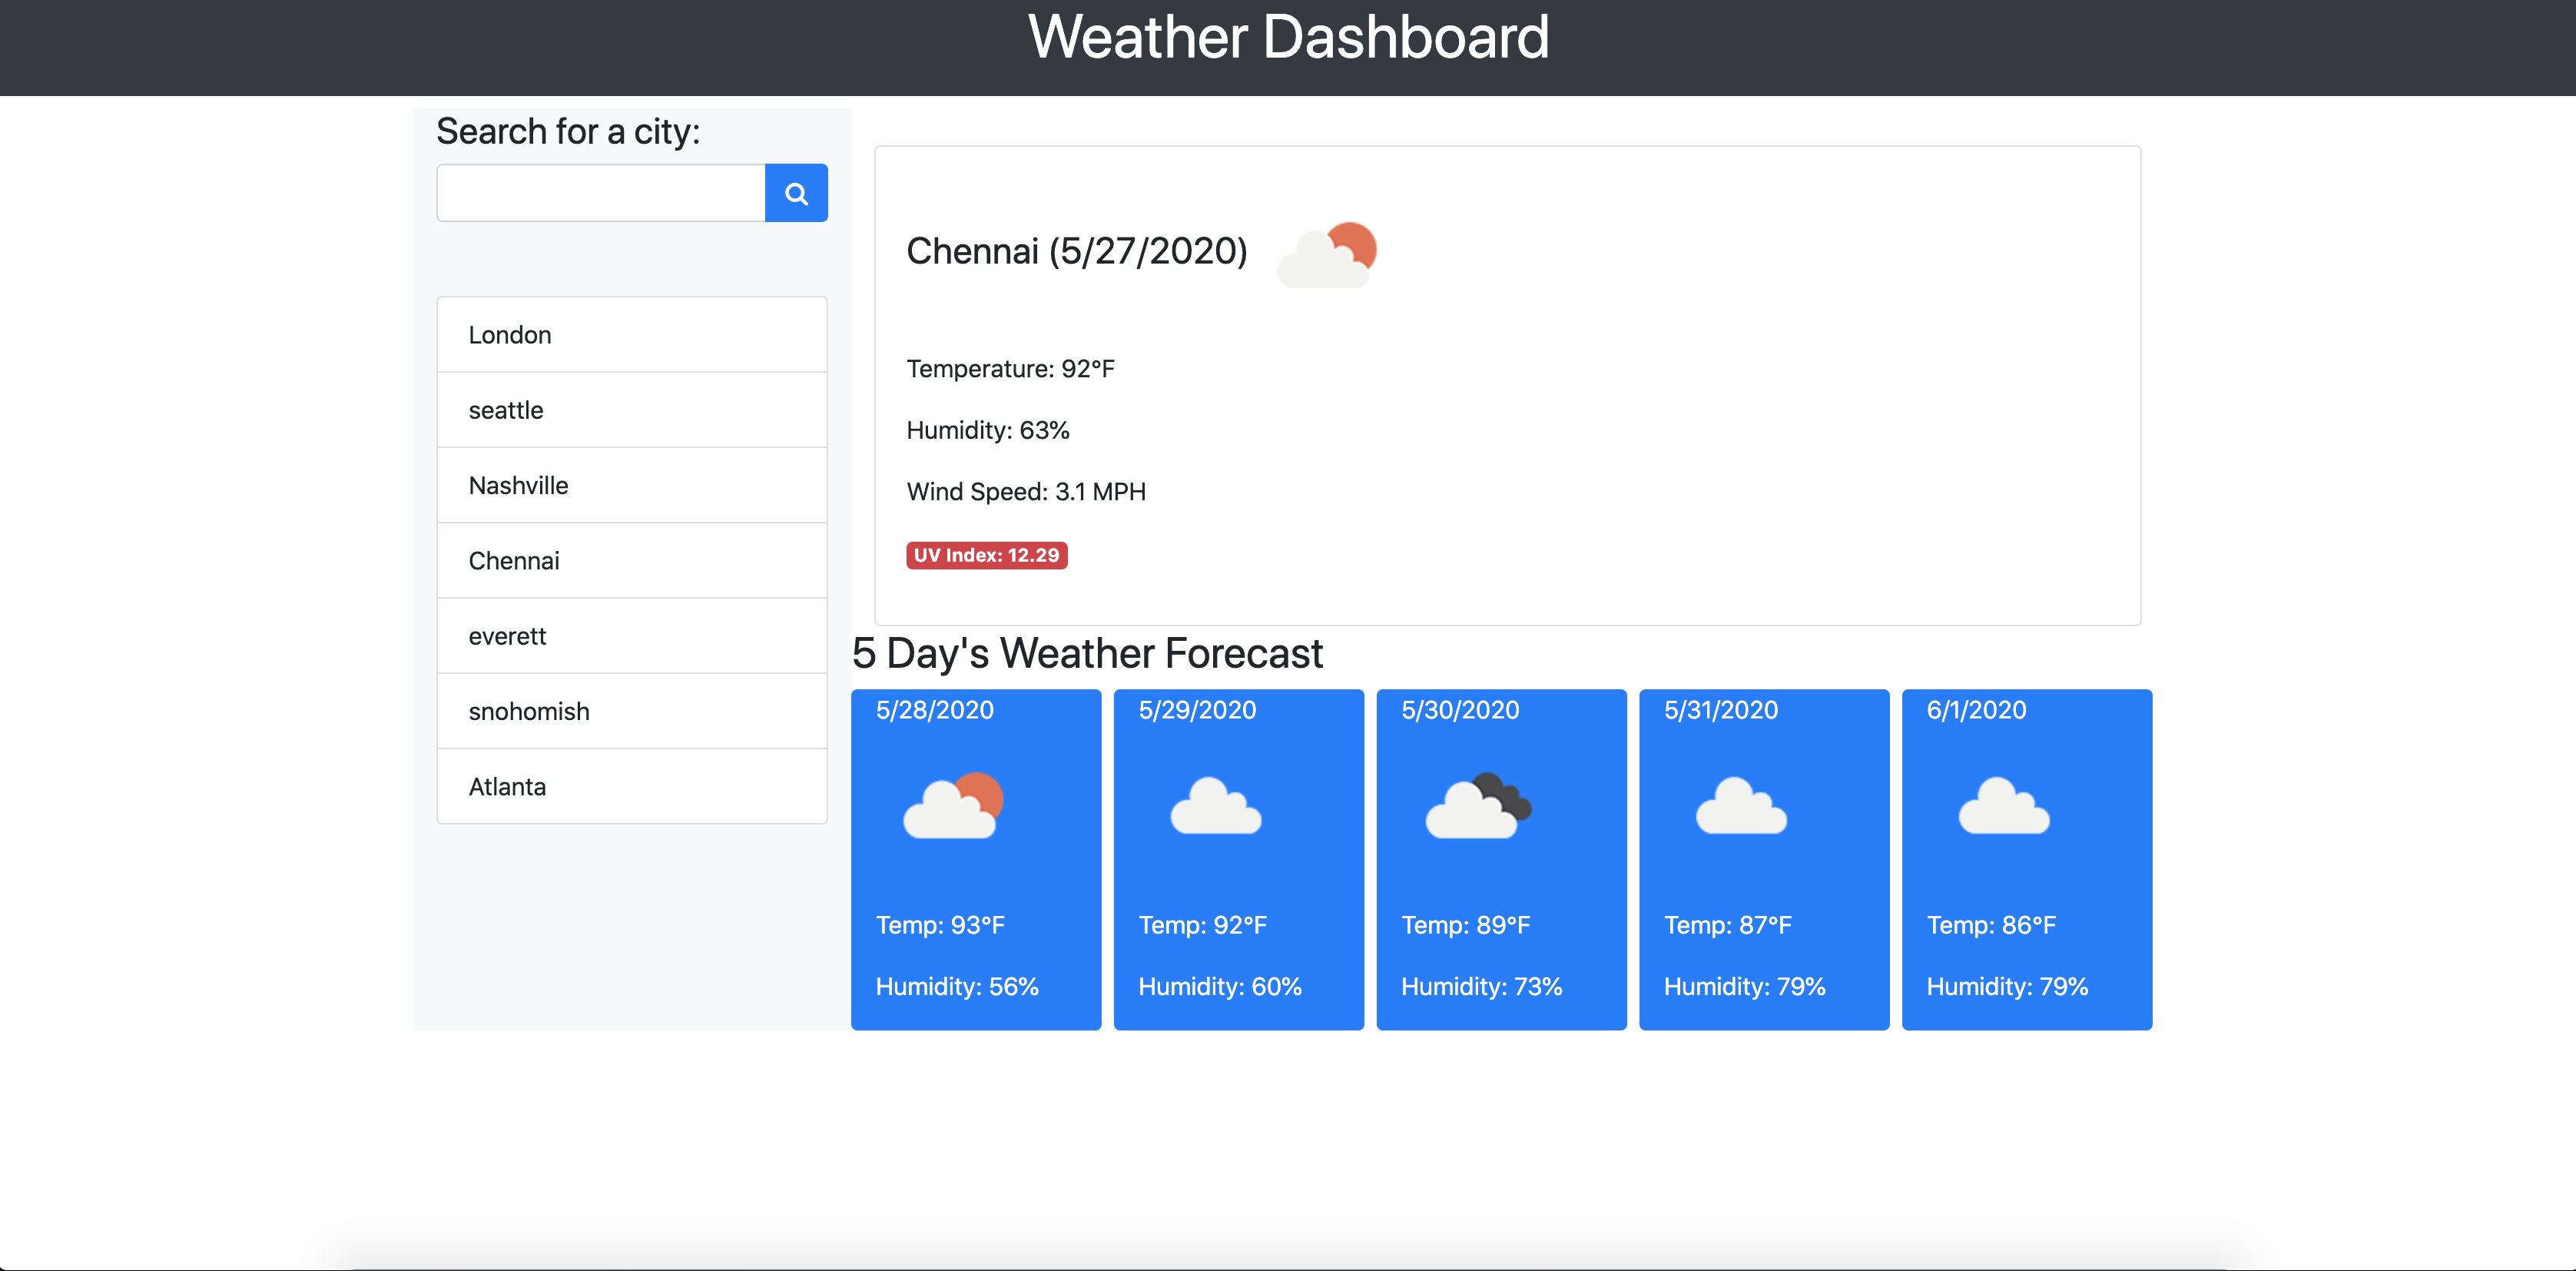 Weather Dashboard
Search for a city:
London
seattle
Nashville
Chennai
everett
snohomish
Atlanta
Chennai (5/27/2020)
Temperature: 92°F
Humidity: 63%
Wind Speed: 3.1 MPH
UV Index: 12.29
5 Day's Weather Forecast
5/28/2020
Temp: 93°F
Humidity: 56%
5/29/2020
Temp: 92°F
Humidity: 60%
5/30/2020
Temp: 89°F
Humidity: 73%
5/31/2020
Temp: 87°F
Humidity: 79%
6/1/2020
Temp: 86°F
Humidity: 79%